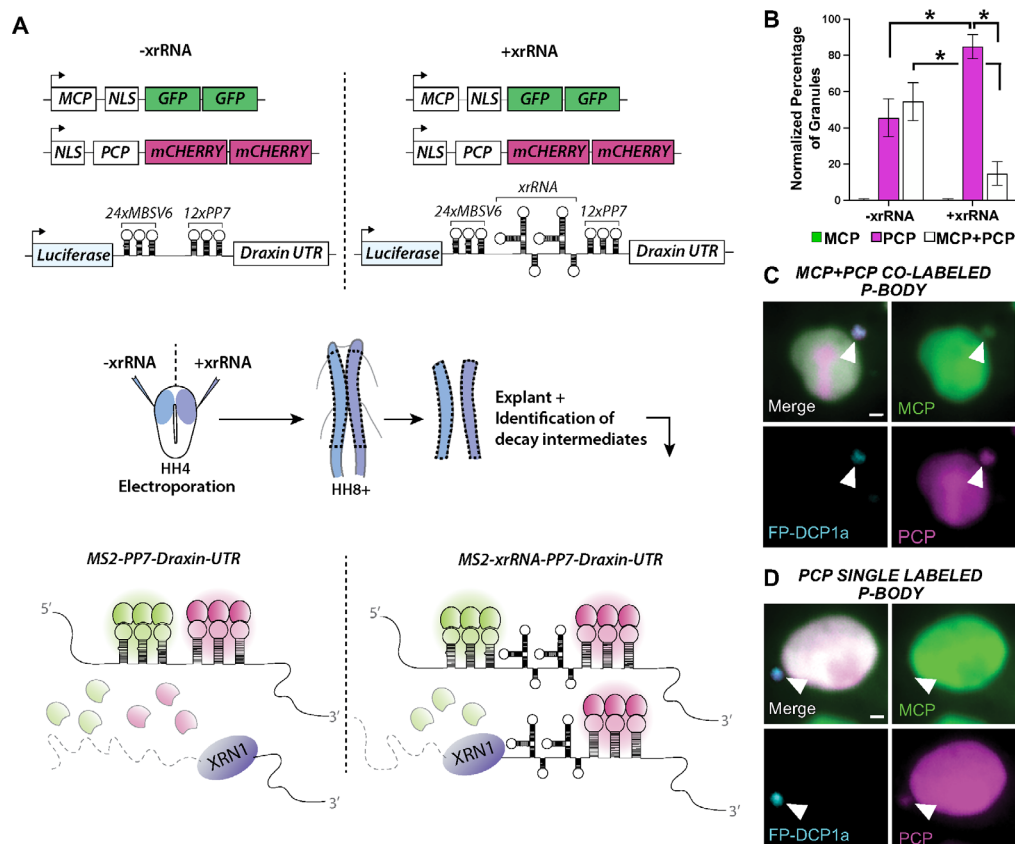 A
-xrRNA
+xrRNA
MCP NLS GFP GFP
MCP NLS GFP GFP
NLS PCP mCHERRY mCHERRY
NLS PCP mCHERRY mCHERRY
xrRNA
24xMBSV6 12xPP7
24xMBSV6 12xPP7
Luciferase Draxin UTR
Luciferase Draxin UTR
-xrRNA +xrRNA
HH4
Electroporation
HH8+
Explant +
Identification of
decay intermediates
MS2-PP7-Draxin-UTR
MS2-xrRNA-PP7-Draxin-UTR
5′
3′
XRN1
3′
5′
3′
XRN1
3′
B
Normalized Percentage
of Granules
100
80
60
40
20
0
* *
*
-xrRNA +xrRNA
MCP PCP MCP+PCP
C
MCP+PCP CO-LABELED
P-BODY
Merge
MCP
FP-DCP1a
PCP
D
PCP SINGLE LABELED
P-BODY
Merge
MCP
FP-DCP1a
PCP